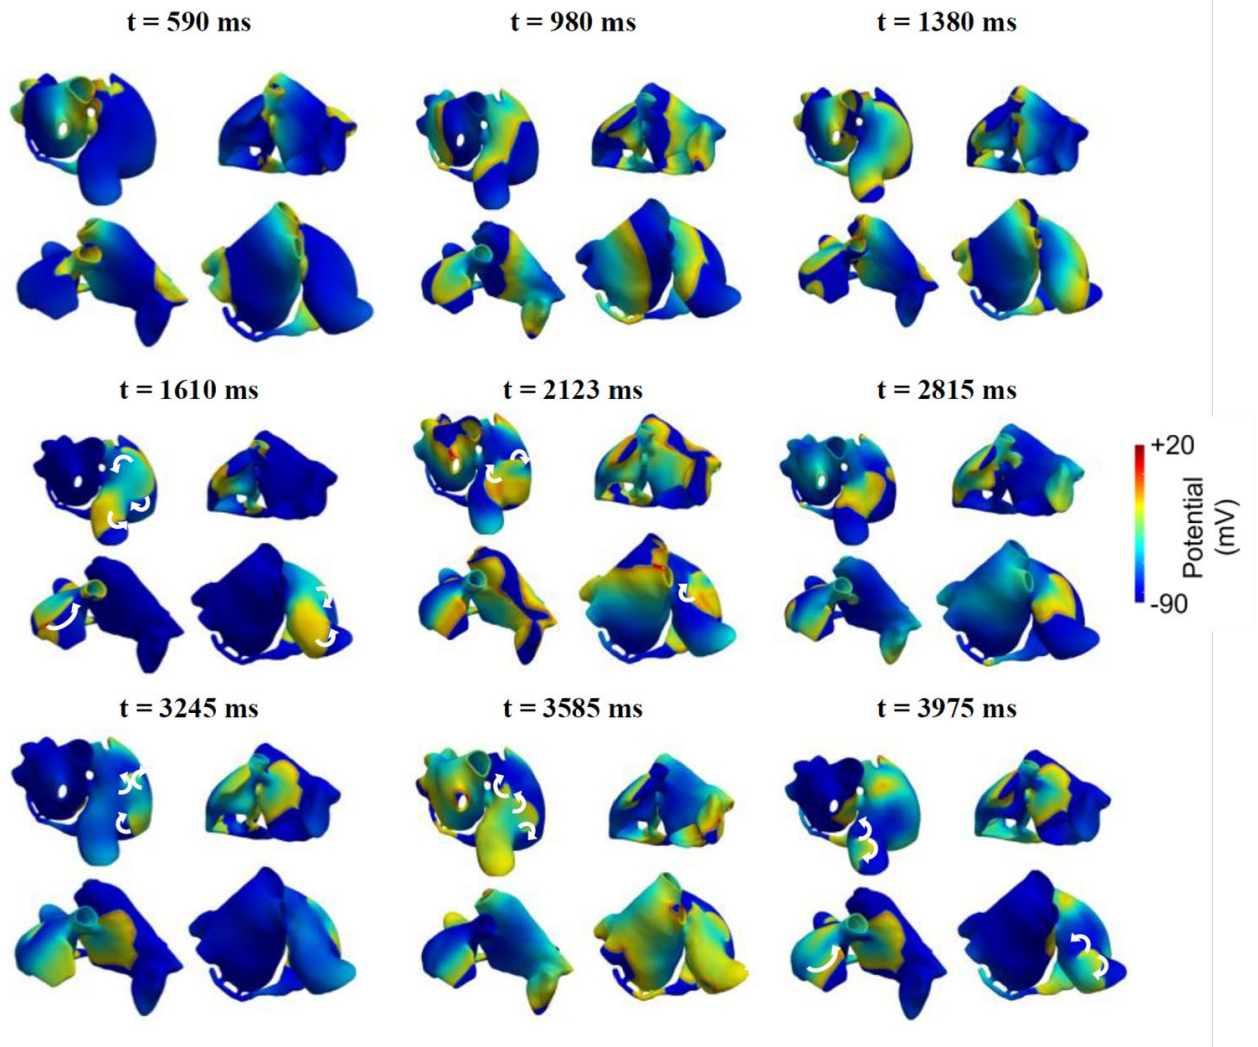 t = 590 ms
t = 980 ms
t = 1380 ms
t = 1610 ms
t = 2123 ms
t = 2815 ms
+20
Potential
(mV)
-90
t = 3245 ms
t = 3585 ms
t = 3975 ms